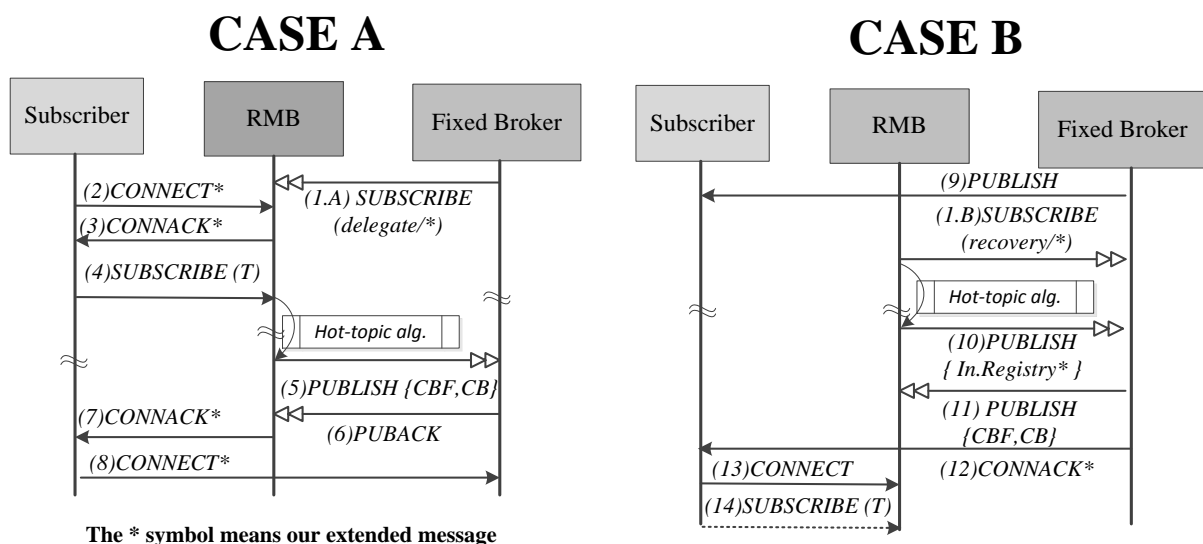 CASE A
Subscriber
RMB
Fixed Broker
(2)CONNECT*
(1.A) SUBSCRIBE
(delegate/*)
(3)CONNACK*
(4)SUBSCRIBE (T)
Hot-topic alg.
(5)PUBLISH {CBF,CB}
(7)CONNACK*
(6)PUBACK
(8)CONNECT*
The * symbol means our extended message
CASE B
Subscriber
RMB
Fixed Broker
(9)PUBLISH
(1.B)SUBSCRIBE
(recovery/*)
Hot-topic alg.
(10)PUBLISH
{ In.Registry* }
(11) PUBLISH
{CBF,CB}
(12)CONNACK*
(13)CONNECT
(14)SUBSCRIBE (T)